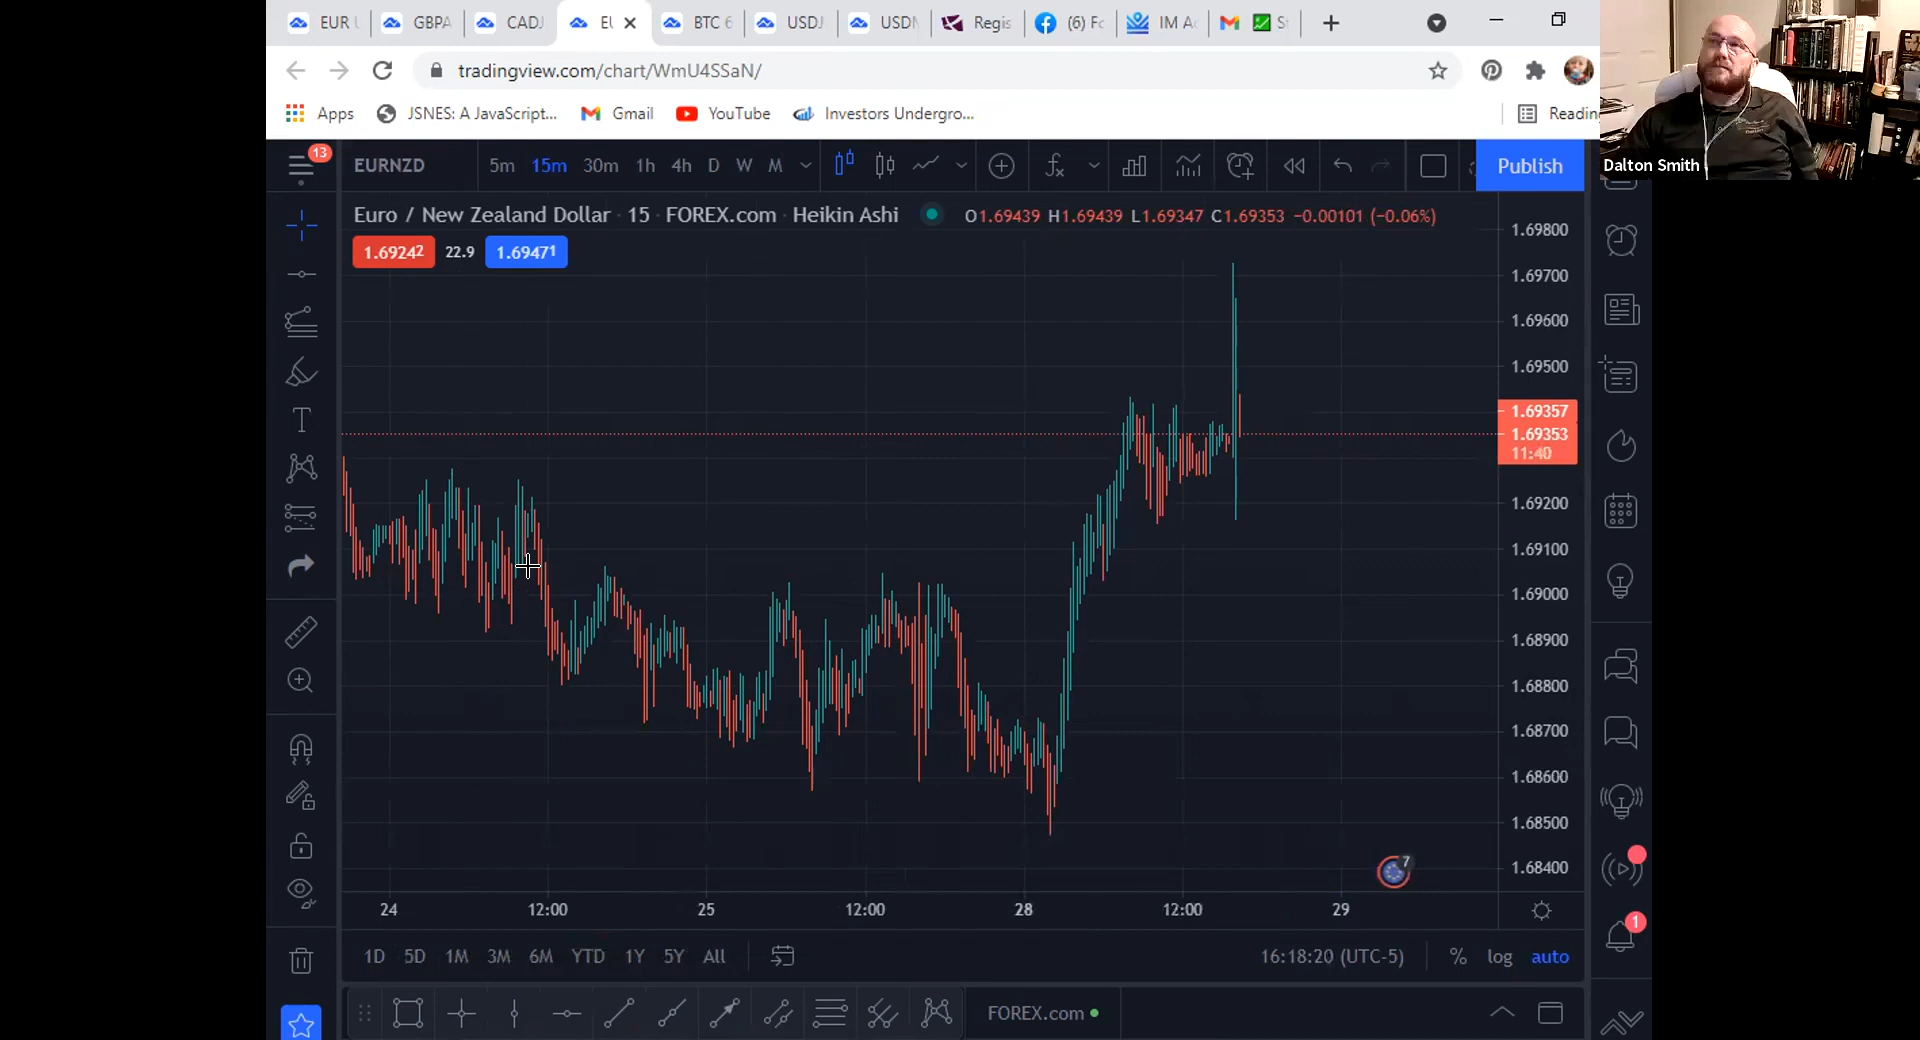 EUR GBPA CADJ EU BTC 6 USDJ USDN Regis (6) Fc IM Ac S
tradingview.com/chart/WmU4SSaN/
Apps JSNES: A JavaScript... Gmail YouTube Investors Undergro... Readin
Dalton Smith
13
EURNZD 5m 15m 30m 1h 4h D W M Publish
Euro / New Zealand Dollar · 15 · FOREX.com · Heikin Ashi O1.69439 H1.69439 L1.69347 C1.69353 −0.00101 (−0.06%)
1.69242 22.9 1.69471
1.69800
1.69700
1.69600
1.69500
1.69357
1.69353
11:40
1.69200
1.69100
1.69000
1.68900
1.68800
1.68700
1.68600
1.68500
1.68400
7
24 12:00 25 12:00 28 12:00 29
1
1D 5D 1M 3M 6M YTD 1Y 5Y All 16:18:20 (UTC-5) % log auto
FOREX.com